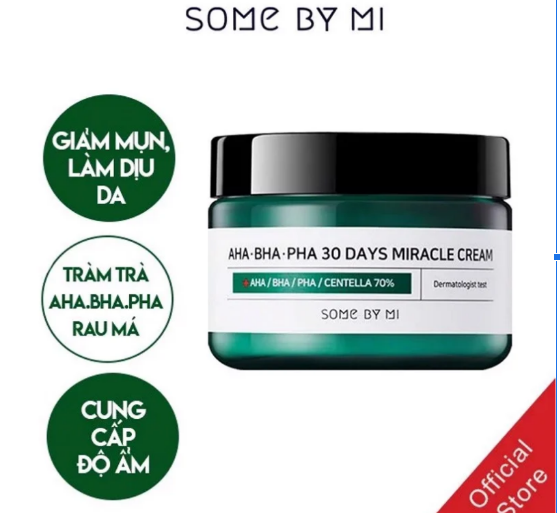 SOME BY MI
GIẢM MỤN,
LÀM DỊU
DA
TRÀM TRÀ
AHA.BHA.PHA
RAU MÁ
CUNG
CẤP
ĐỘ ẨM
AHA·BHA·PHA 30 DAYS MIRACLE CREAM
+AHA / BHA / PHA / CENTELLA 70%
Dermatologist test
SOME BY MI
Official
Store